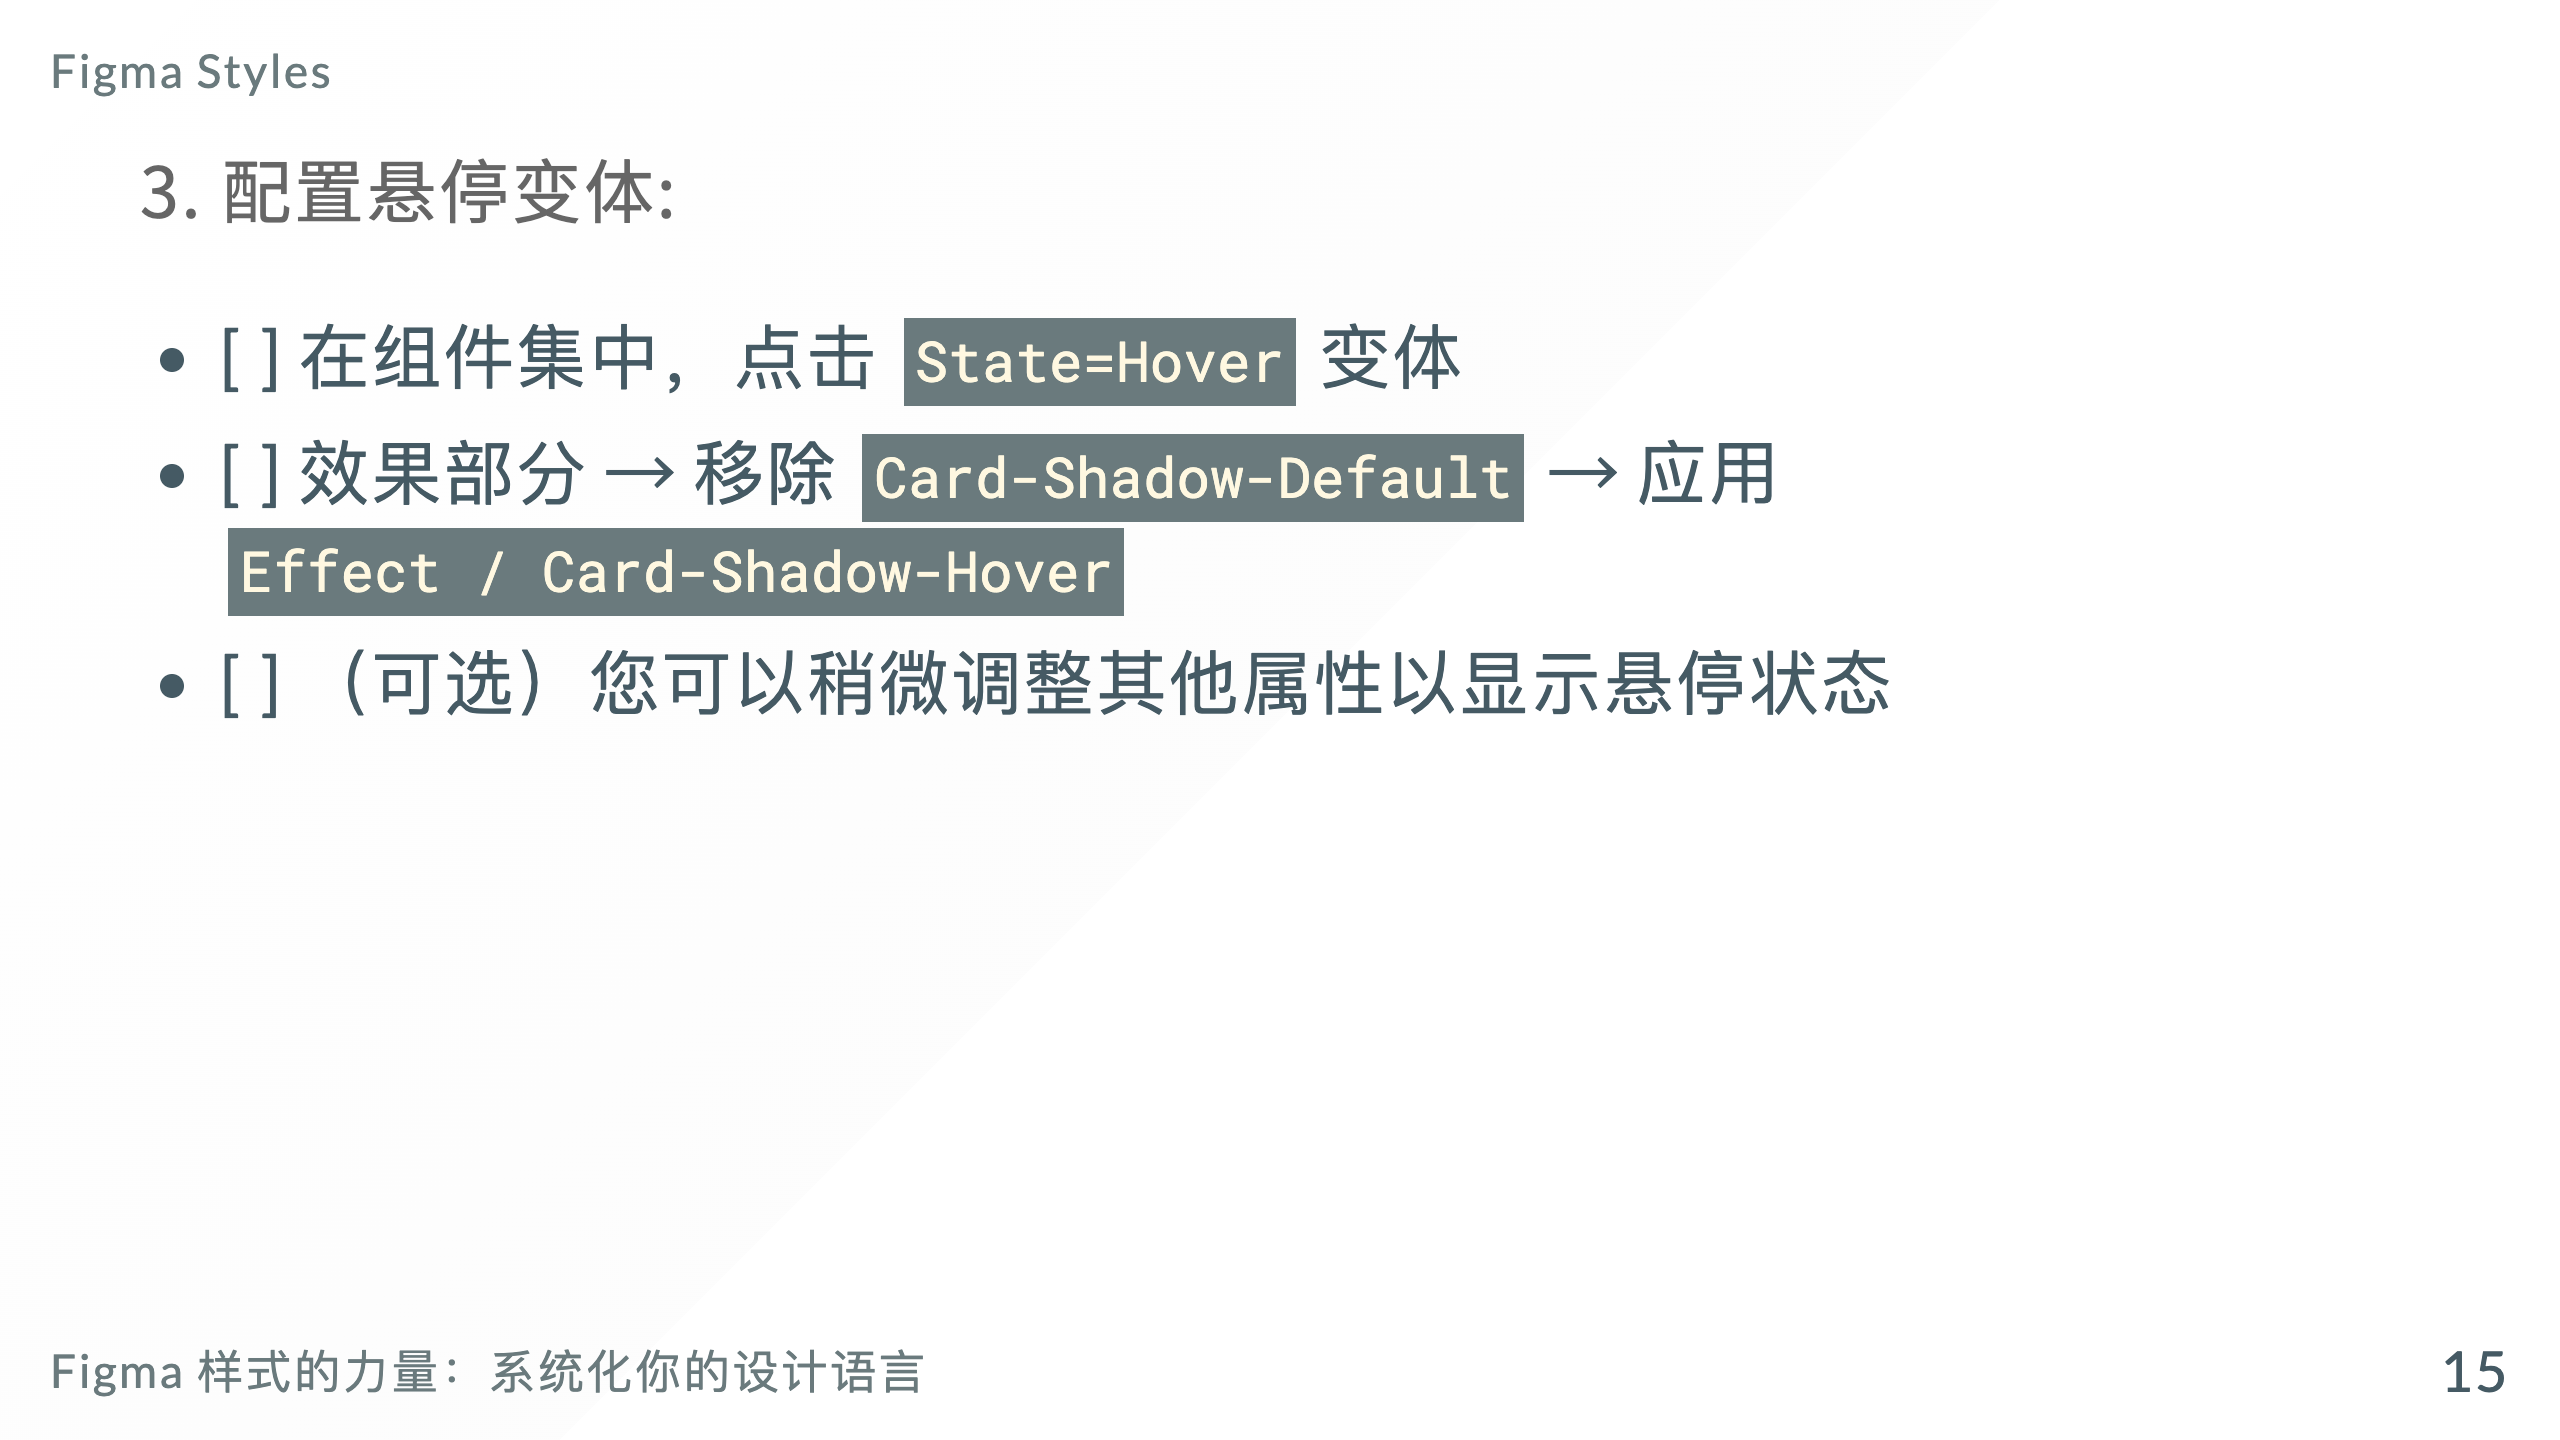 Figma Styles
3. 配置悬停变体:
• [ ] 在组件集中，点击 State=Hover 变体
• [ ] 效果部分 → 移除 Card-Shadow-Default → 应用
Effect / Card-Shadow-Hover
• [ ] （可选）您可以稍微调整其他属性以显示悬停状态
Figma 样式的力量：系统化你的设计语言
15